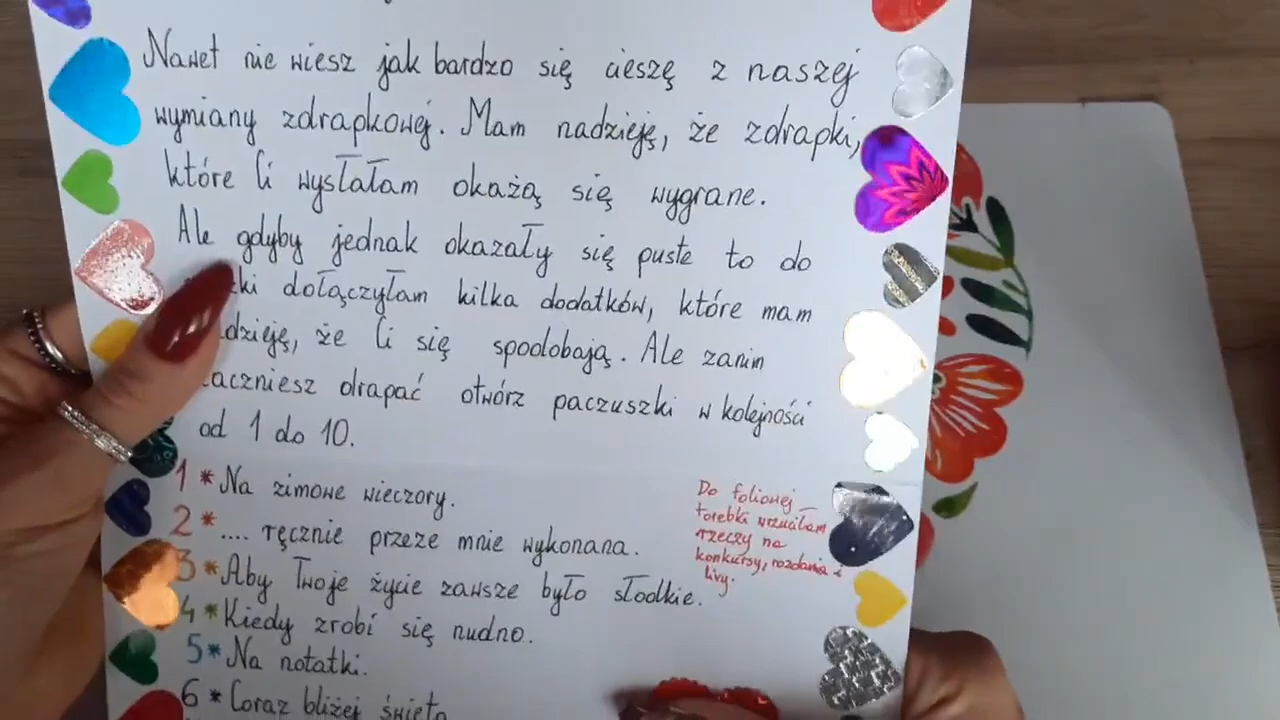 Nawet nie wiesz jak bardzo się cieszę z naszej
wymiany zdrapkowej. Mam nadzieję, że zdrapki,
które Ci wysłałam okażą się wygrane.
Ale gdyby jednak okazały się puste to do
dołączyłam kilka dodatków, które mam
że Ci się spodobają. Ale zanim
zaczniesz drapać otwórz paczuszki w kolejności
od 1 do 10.
1 * Na zimowe wieczory.
2 * .... ręcznie przeze mnie wykonana.
3 * Aby Twoje życie zawsze było słodkie.
4 * Kiedy zrobi się nudno.
5 * Na notatki.
6 * Coraz bliżej święta
Do foliowej
torebki wrzuciłam
rzeczy na
konkursy, rozdania i
livy.